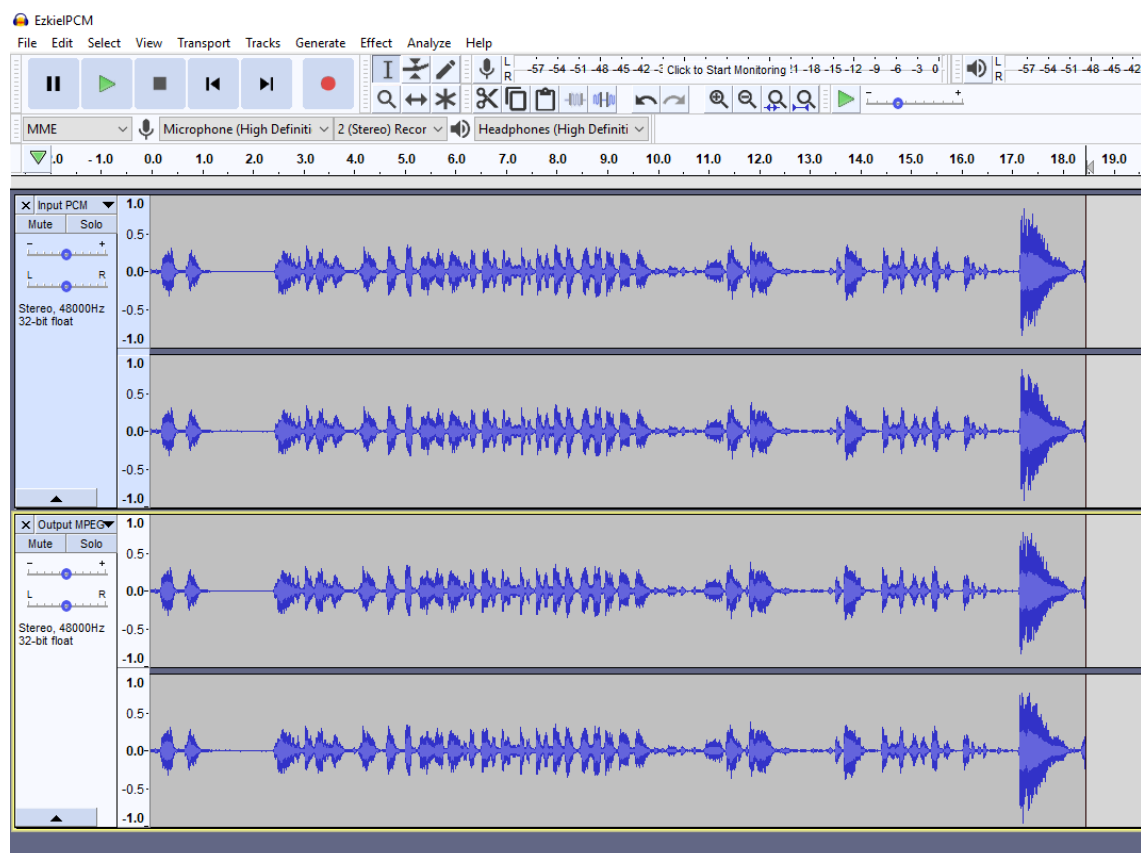 EzkielPCM
File Edit Select View Transport Tracks Generate Effect Analyze Help
L
R
-57 -54 -51 -48 -45 -42 -3 Click to Start Monitoring !1 -18 -15 -12 -9 -6 -3 0
L
R
-57 -54 -51 -48 -45 -42
MME
Microphone (High Definiti
2 (Stereo) Recor
Headphones (High Definiti
.0 - 1.0 0.0 1.0 2.0 3.0 4.0 5.0 6.0 7.0 8.0 9.0 10.0 11.0 12.0 13.0 14.0 15.0 16.0 17.0 18.0 19.0
Input PCM
Mute Solo
- +
L R
Stereo, 48000Hz
32-bit float
1.0
0.5
0.0
-0.5
-1.0
1.0
0.5
0.0
-0.5
-1.0
Output MPEG
Mute Solo
- +
L R
Stereo, 48000Hz
32-bit float
1.0
0.5
0.0
-0.5
-1.0
1.0
0.5
0.0
-0.5
-1.0